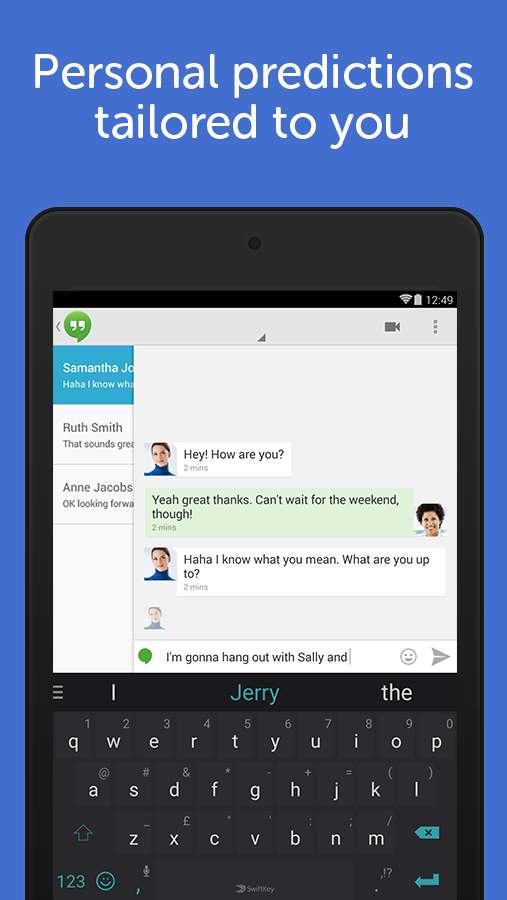 Personal predictions
tailored to you
12:49
Samantha Jo
Haha I know wha
Ruth Smith
That sounds grea
Anne Jacobs
OK looking forwa
Hey! How are you?
2 mins
Yeah great thanks. Can't wait for the weekend,
though!
2 mins
Haha I know what you mean. What are you up
to?
2 mins
I'm gonna hang out with Sally and
I Jerry the
1 2 3 4 5 6 7 8 9 0
q w e r t y u i o p
@ # & * - + = ( )
a s d f g h j k l
_ £ € " : ; /
z x c v b n m
123 , SwiftKey . ,!?